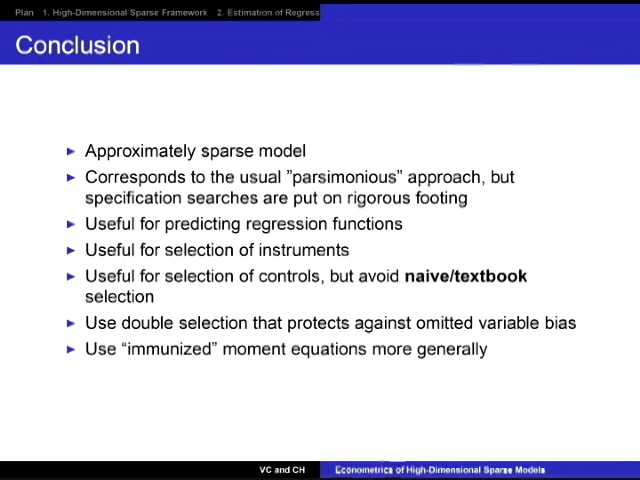 Plan 1. High-Dimensional Sparse Framework 2. Estimation of Regress
Conclusion
Approximately sparse model
Corresponds to the usual ”parsimonious” approach, but
specification searches are put on rigorous footing
Useful for predicting regression functions
Useful for selection of instruments
Useful for selection of controls, but avoid naive/textbook
selection
Use double selection that protects against omitted variable bias
Use “immunized” moment equations more generally
VC and CH Econometrics of High-Dimensional Sparse Models